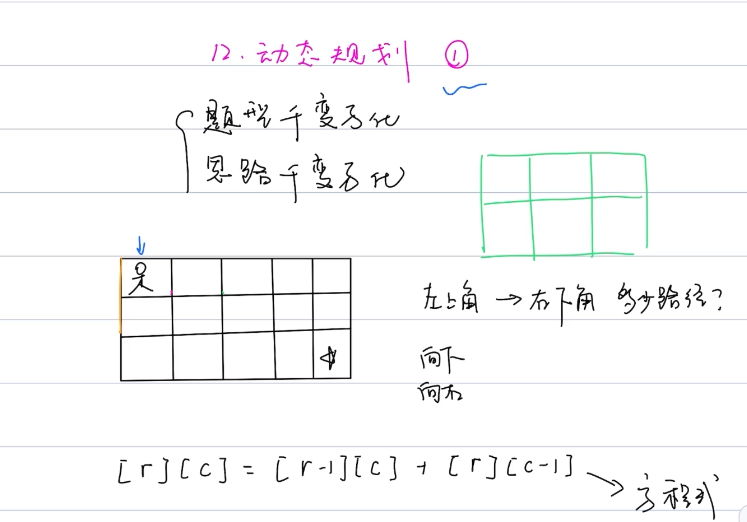 12. 动态规划 ①
题型千变万化
思路千变万化
左上角 → 右下角 多少路径?
向下
向右
[r][c] = [r-1][c] + [r][c-1]
方程式